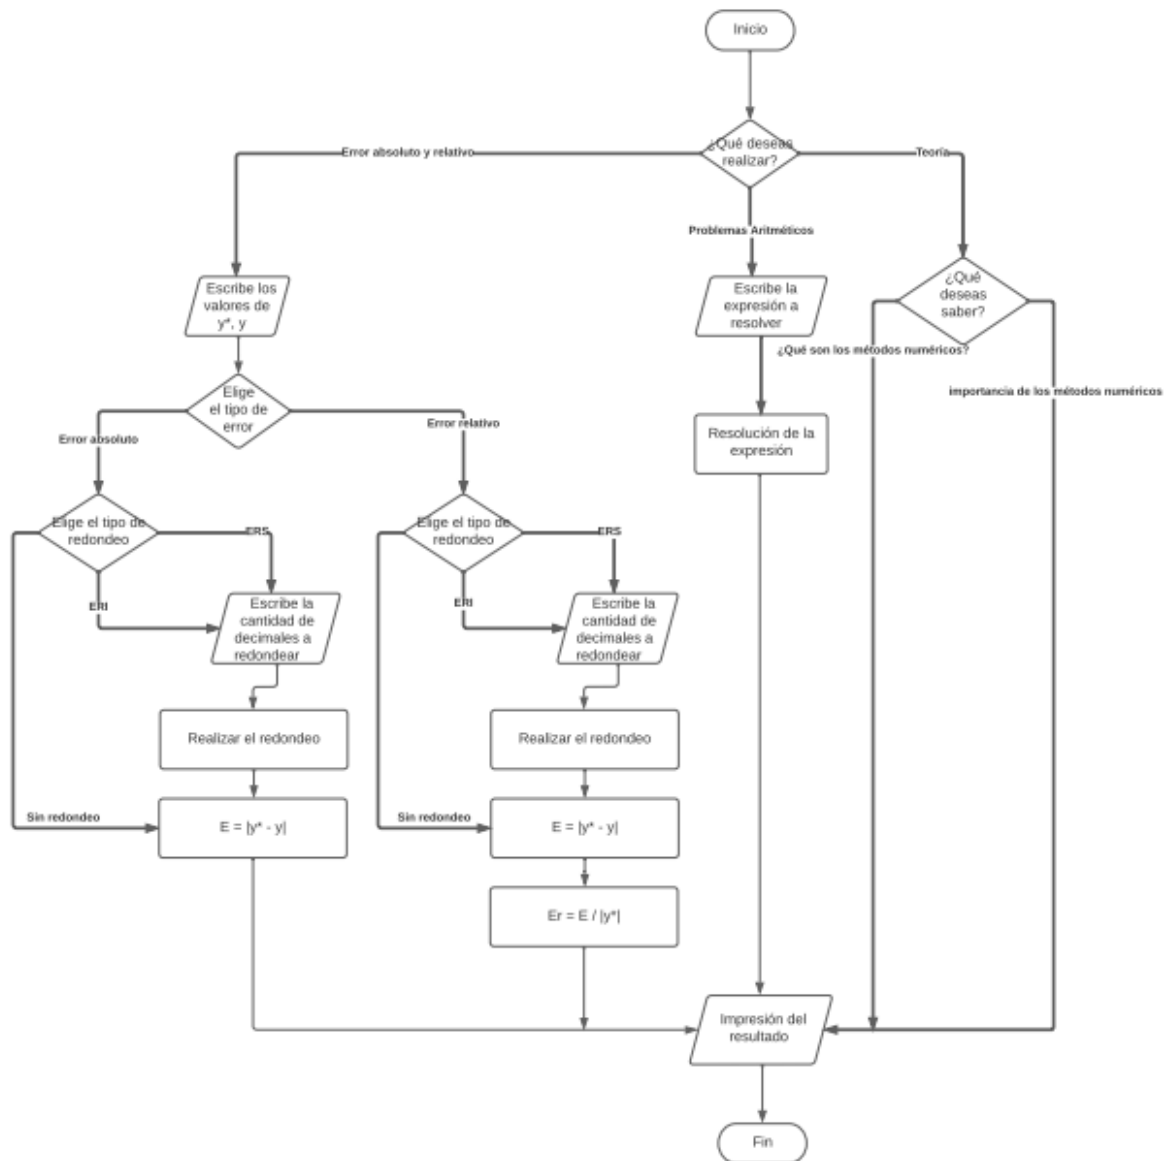 Inicio
¿Qué deseas
realizar?
Error absoluto y relativo
Teoría
Problemas Aritméticos
Escribe los
valores de
y*, y
Escribe la
expresión a
resolver
¿Qué
deseas
saber?
¿Qué son los métodos numéricos?
importancia de los métodos numéricos
Elige
el tipo de
error
Error absoluto
Error relativo
Resolución de la
expresión
Elige el tipo de
redondeo
ERS
ERI
Elige el tipo de
redondeo
ERS
ERI
Escribe la
cantidad de
decimales a
redondear
Escribe la
cantidad de
decimales a
redondear
Realizar el redondeo
Realizar el redondeo
Sin redondeo
E = |y* - y|
Sin redondeo
E = |y* - y|
Er = E / |y*|
Impresión del
resultado
Fin